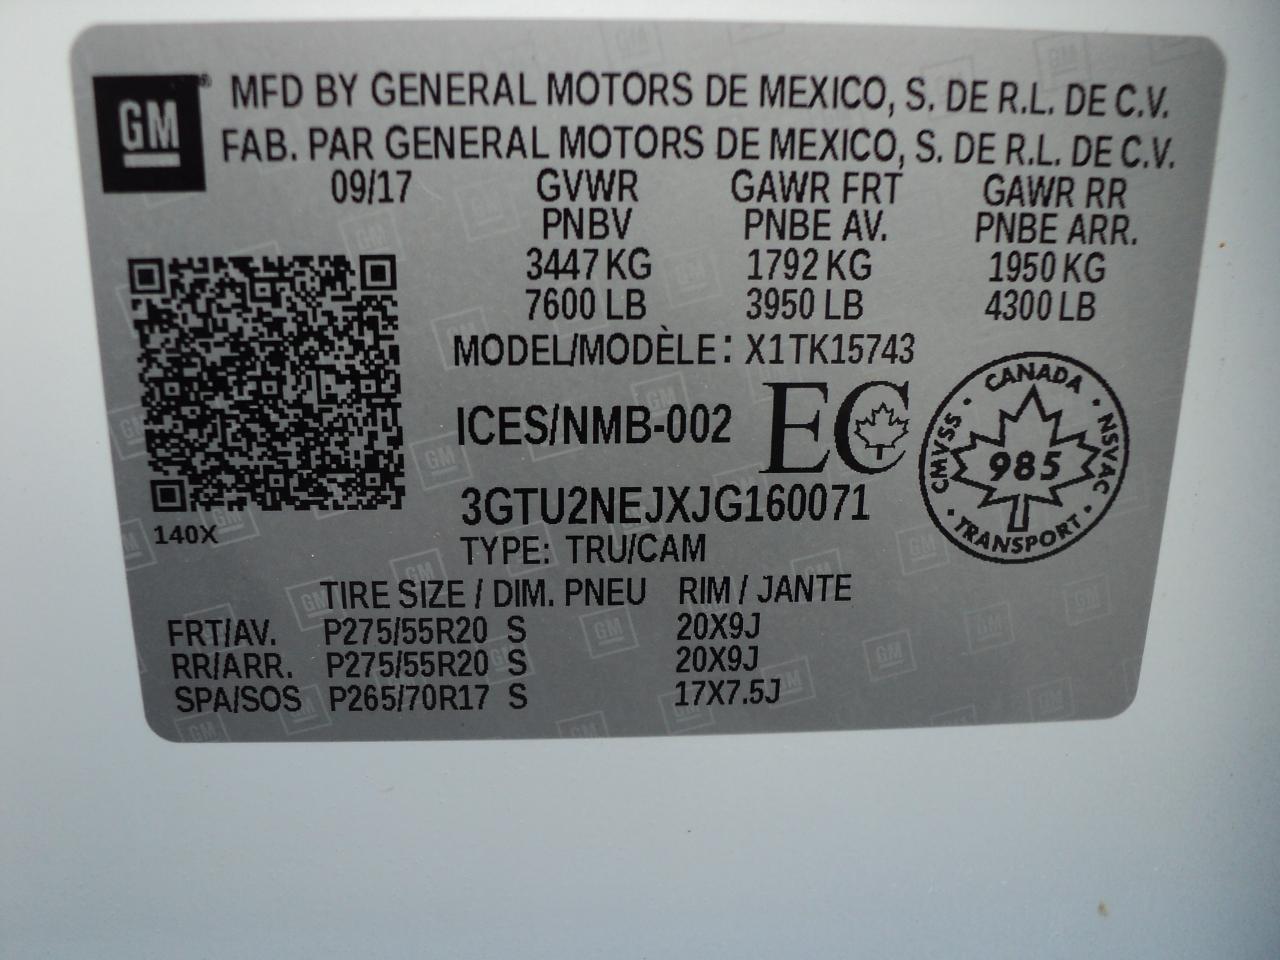 GM® MFD BY GENERAL MOTORS DE MEXICO, S. DE R.L. DE C.V.
FAB. PAR GENERAL MOTORS DE MEXICO, S. DE R.L. DE C.V.
09/17 GVWR GAWR FRT GAWR RR
PNBV PNBE AV. PNBE ARR.
3447 KG 1792 KG 1950 KG
7600 LB 3950 LB 4300 LB
MODEL/MODÈLE: X1TK15743
ICES/NMB-002 EC
CANADA · NSVAC · TRANSPORT · CMVSS ·
985
3GTU2NEJXJG160071
140X
TYPE: TRU/CAM
TIRE SIZE / DIM. PNEU RIM / JANTE
FRT/AV. P275/55R20 S 20X9J
RR/ARR. P275/55R20 S 20X9J
SPA/SOS P265/70R17 S 17X7.5J